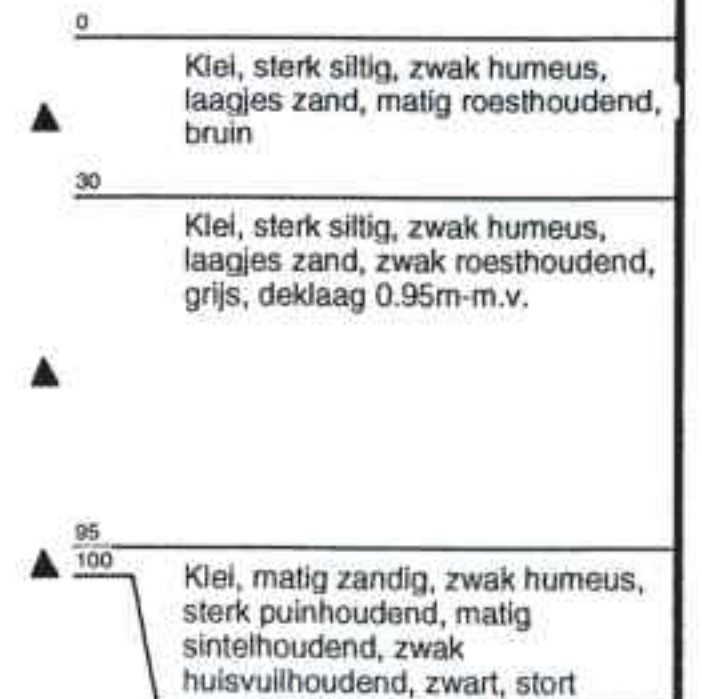 0
Klei, sterk siltig, zwak humeus,
laagjes zand, matig roesthoudend,
bruin
30
Klei, sterk siltig, zwak humeus,
laagjes zand, zwak roesthoudend,
grijs, deklaag 0.95m-m.v.
95
100
Klei, matig zandig, zwak humeus,
sterk puinhoudend, matig
sintelhoudend, zwak
huisvuilhoudend, zwart, stort